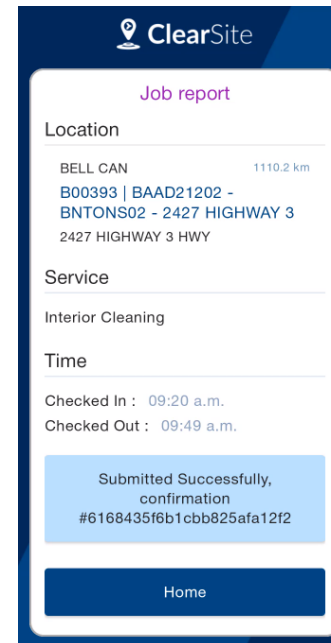 ClearSite
Job report
Location
BELL CAN 1110.2 km
B00393 | BAAD21202 -
BNTONS02 - 2427 HIGHWAY 3
2427 HIGHWAY 3 HWY
Service
Interior Cleaning
Time
Checked In : 09:20 a.m.
Checked Out : 09:49 a.m.
Submitted Successfully,
confirmation
#6168435f6b1cbb825afa12f2
Home